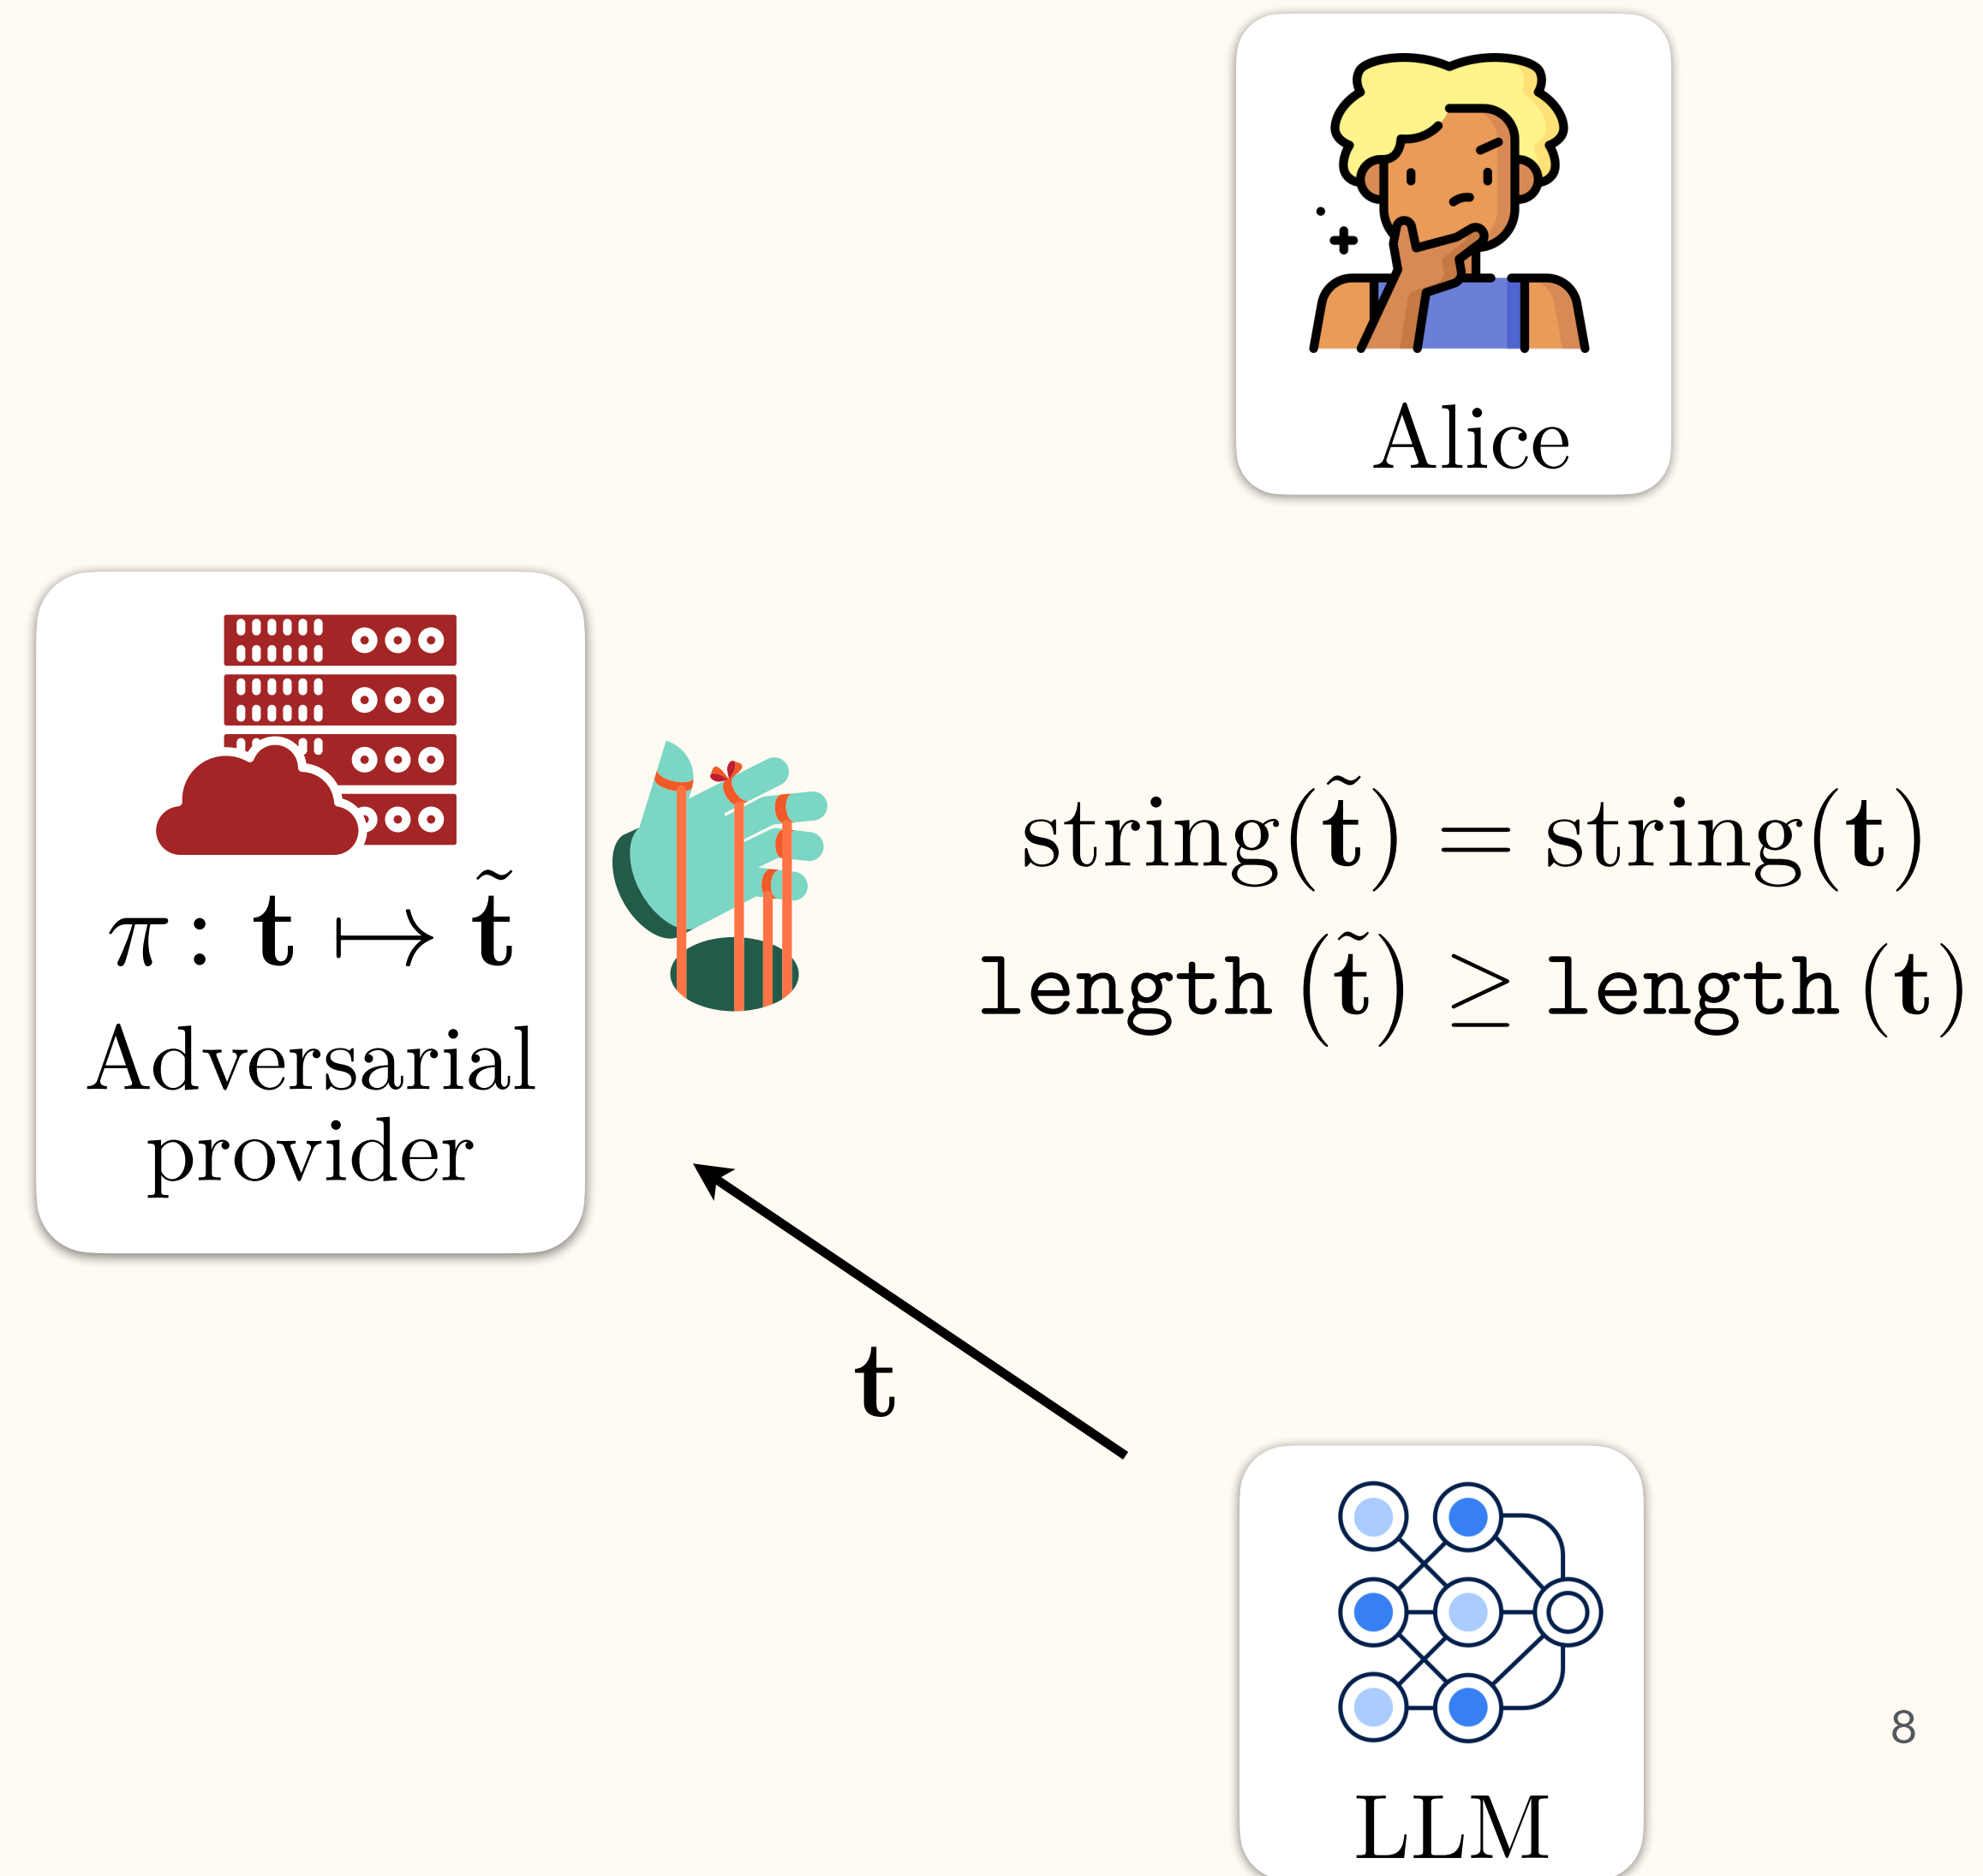 Alice
π : t ↦ t̃
Adversarial
provider
string(t̃) = string(t)
length (t̃) ≥ length (t)
t
LLM
8